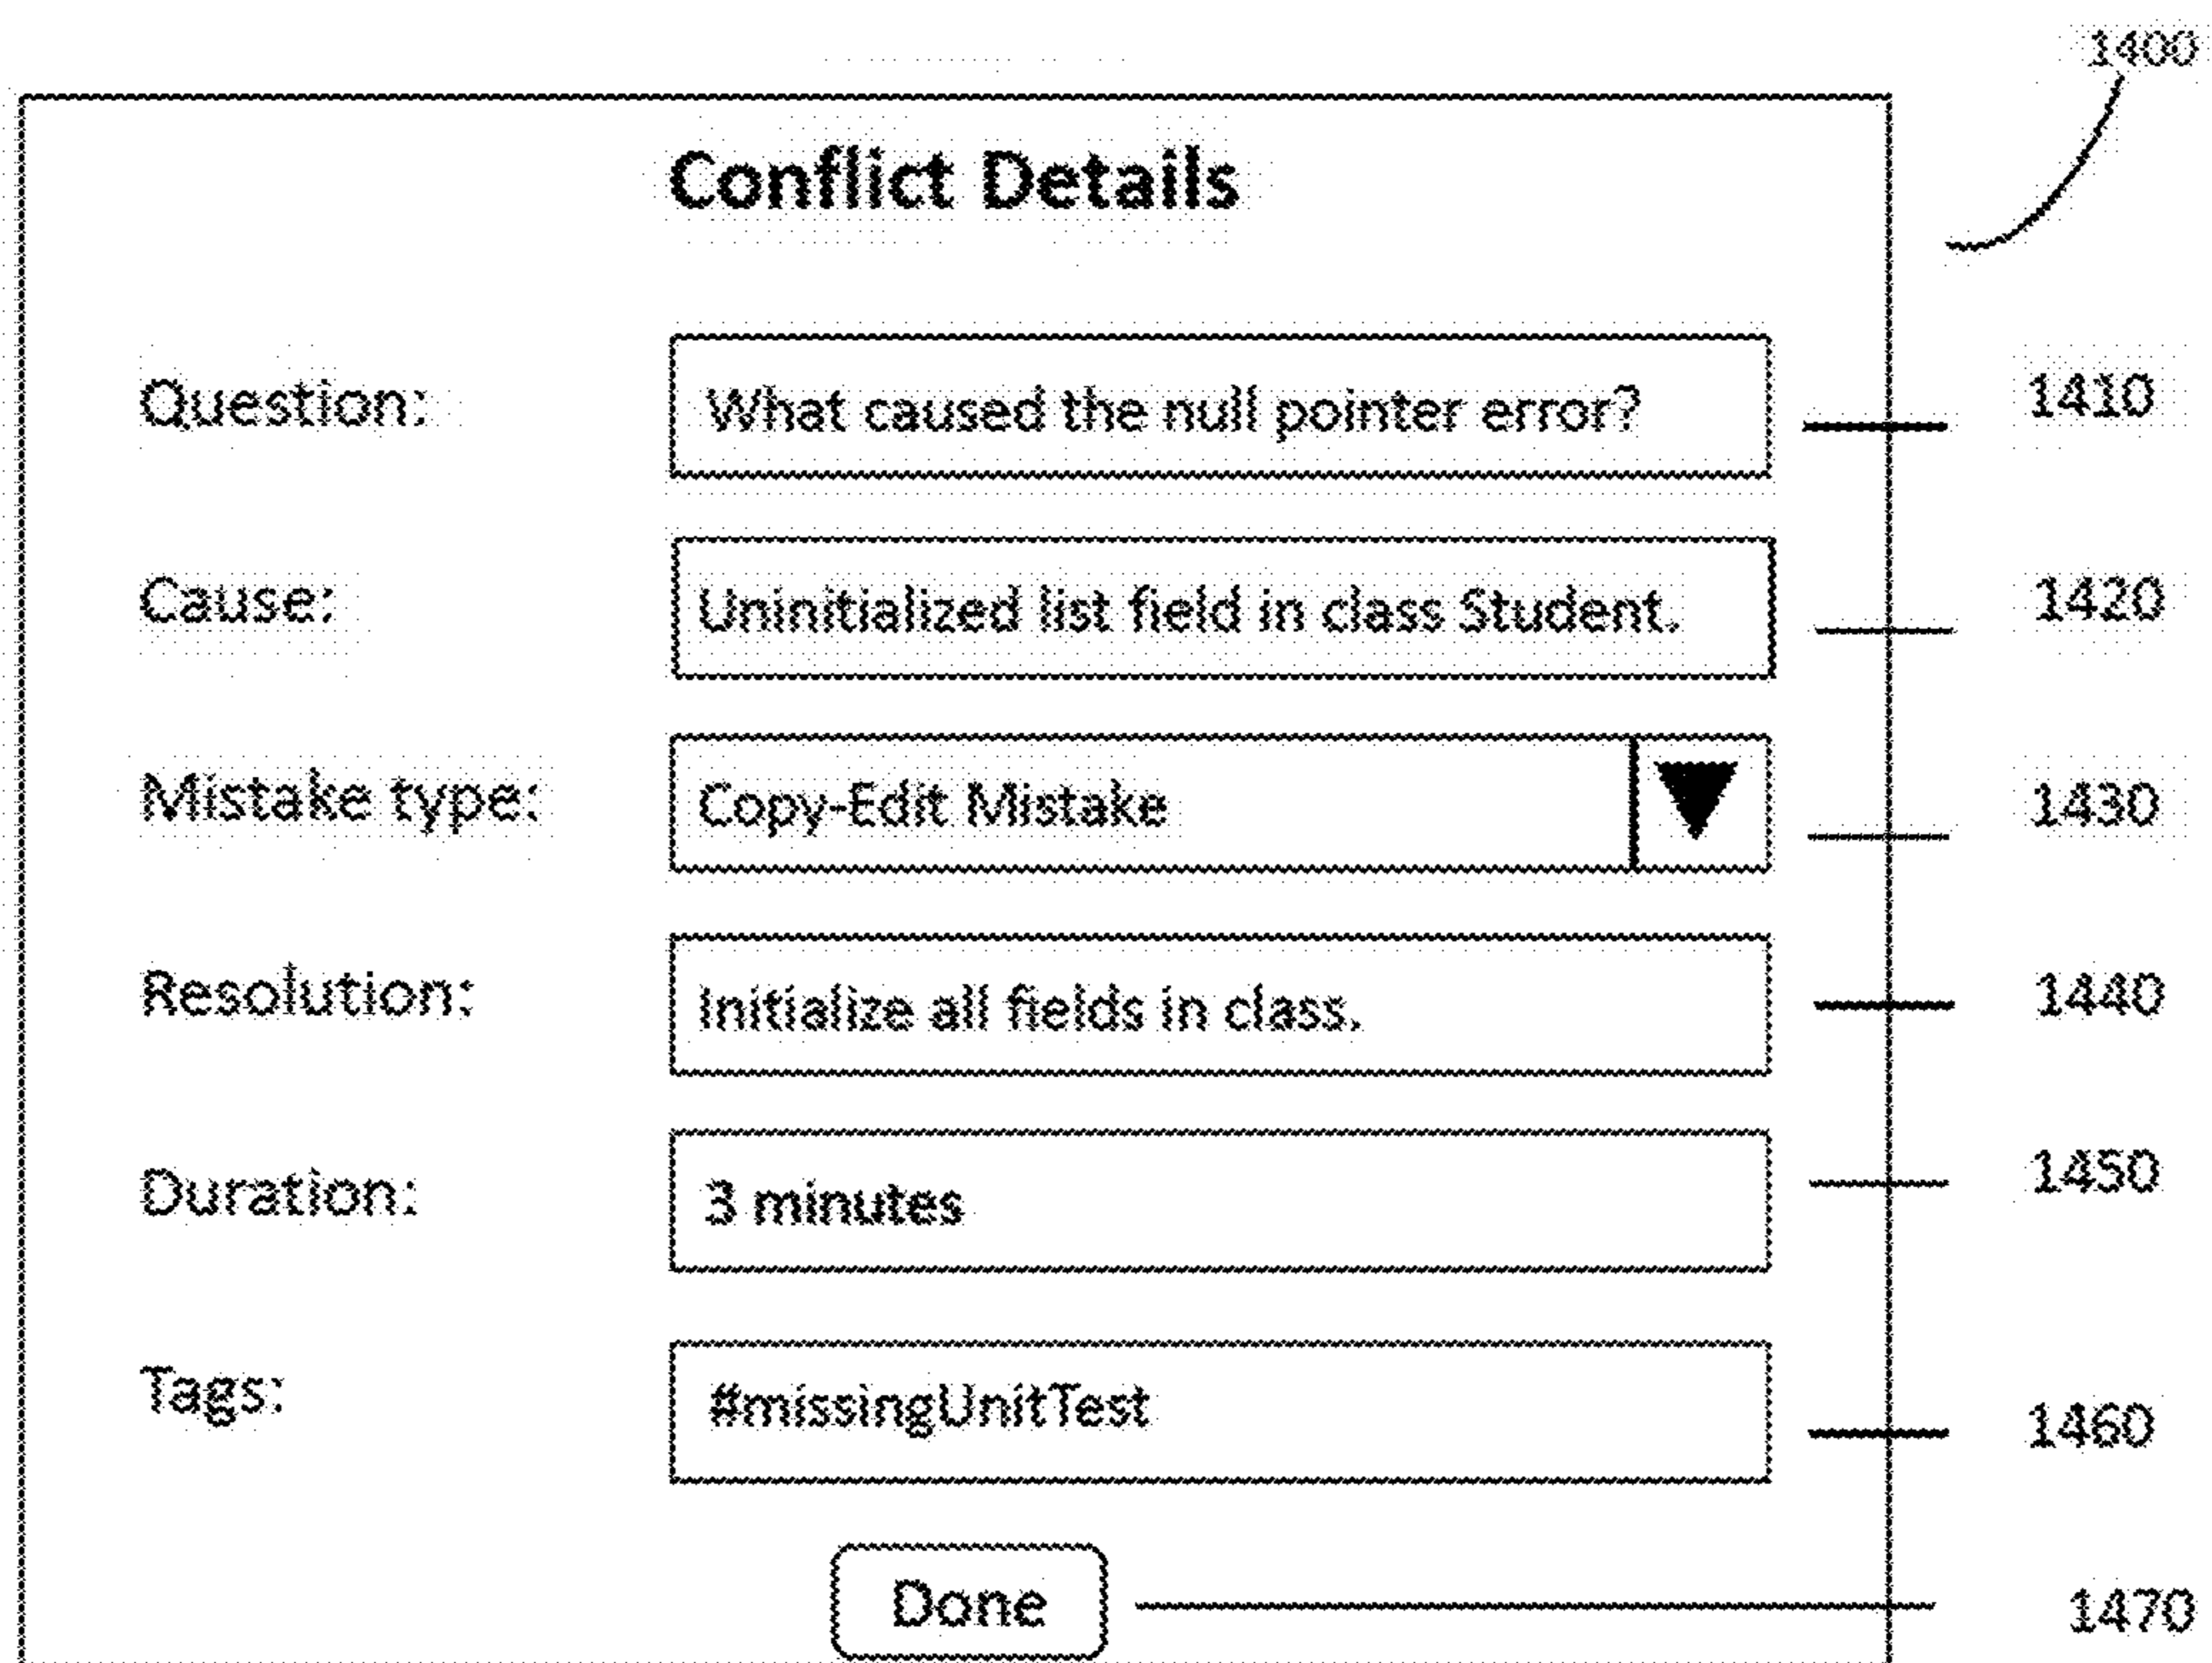 1400
Conflict Details
Question: What caused the null pointer error? 1410
Cause: Uninitialized list field in class Student. 1420
Mistake type: Copy-Edit Mistake 1430
Resolution: Initialize all fields in class. 1440
Duration: 3 minutes 1450
Tags: #missingUnitTest 1460
Done 1470